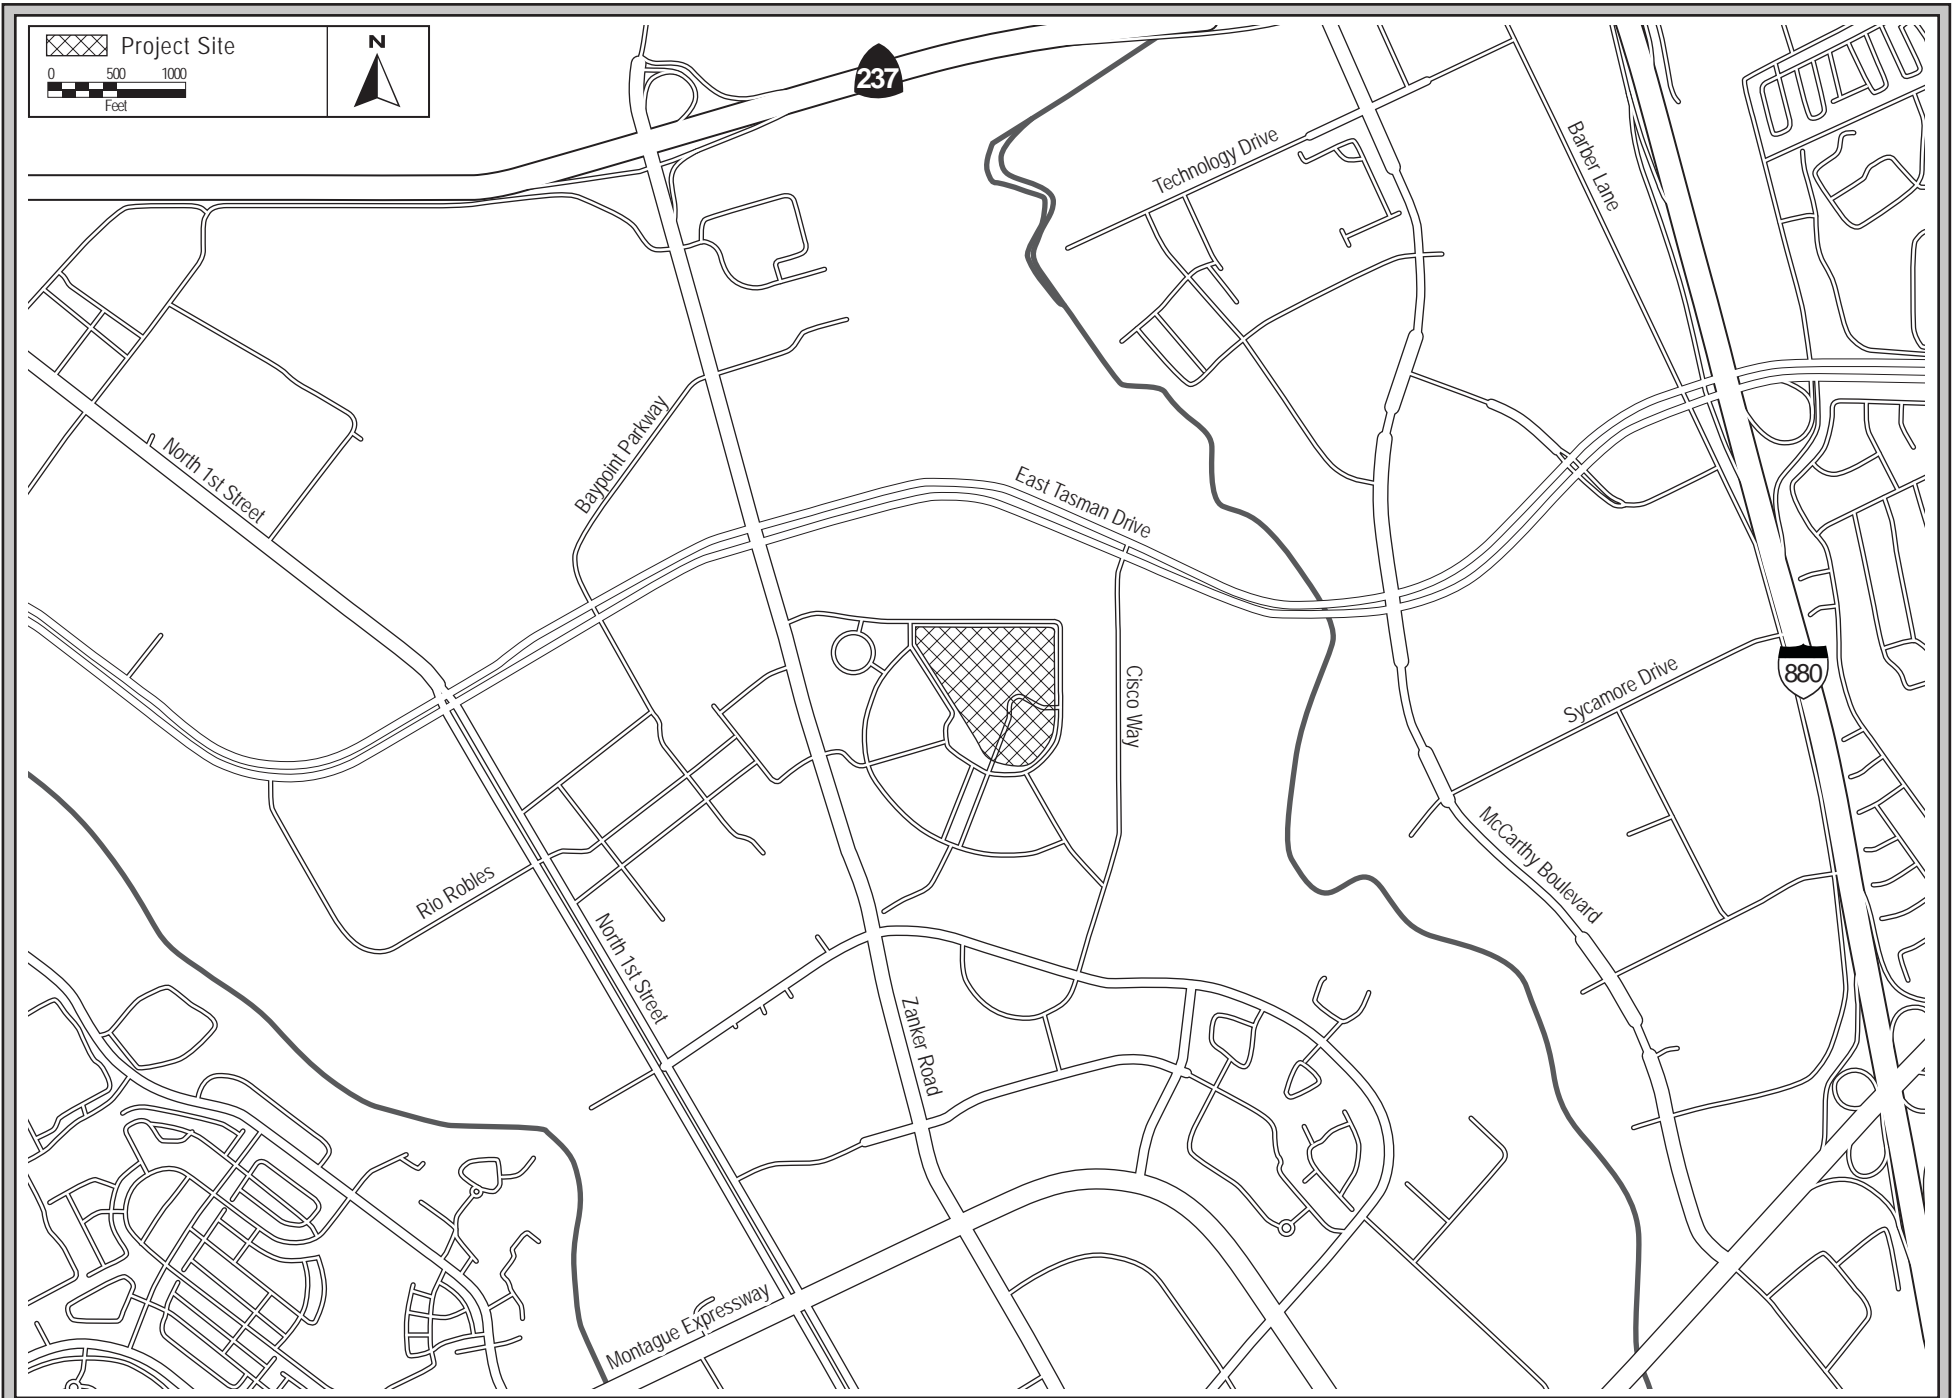 Project Site
N
0 500 1000
Feet
237
Technology Drive
Barber Lane
Baypoint Parkway
North 1st Street
East Tasman Drive
Cisco Way
Sycamore Drive
880
McCarthy Boulevard
Rio Robles
North 1st Street
Zanker Road
Montague Expressway